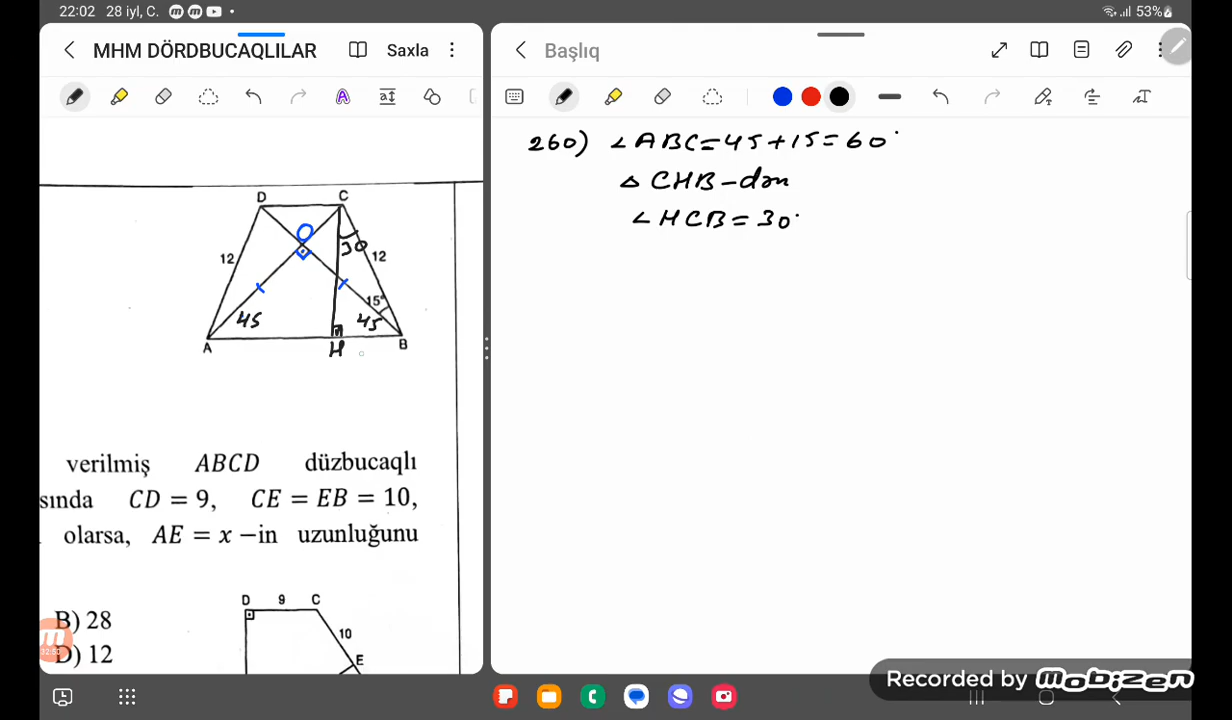 22:02 28 iyl, C. 53%
MHM DÖRDBUCAQLILAR Saxla
Başlıq
D C
O
30
12 12
15°
45 45
A H B
verilmiş ABCD düzbucaqlı
sında CD = 9, CE = EB = 10,
olarsa, AE = x −in uzunluğunu
B) 28
D) 12
D 9 C
10
E
260) ∠ABC=45+15=60°
△ CHB-dən
∠HCB=30°
Recorded by mobizen